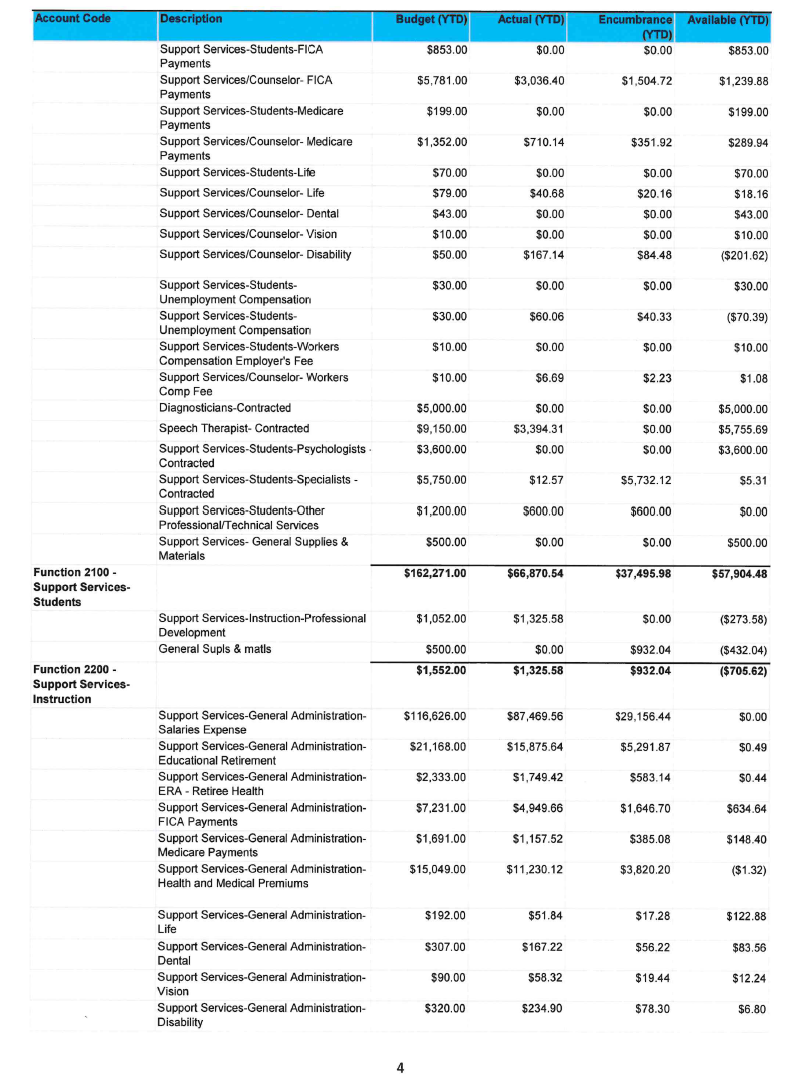 Account Code Description Budget (YTD) Actual (YTD) Encumbrance Available (YTD)
(YTD)
Support Services-Students-FICA $853.00 $0.00 $0.00 $853.00
Payments
Support Services/Counselor- FICA $5,781.00 $3,036.40 $1,504.72 $1,239.88
Payments
Support Services-Students-Medicare $199.00 $0.00 $0.00 $199.00
Payments
Support Services/Counselor- Medicare $1,352.00 $710.14 $351.92 $289.94
Payments
Support Services-Students-Life $70.00 $0.00 $0.00 $70.00
Support Services/Counselor- Life $79.00 $40.68 $20.16 $18.16
Support Services/Counselor- Dental $43.00 $0.00 $0.00 $43.00
Support Services/Counselor- Vision $10.00 $0.00 $0.00 $10.00
Support Services/Counselor- Disability $50.00 $167.14 $84.48 ($201.62)
Support Services-Students- $30.00 $0.00 $0.00 $30.00
Unemployment Compensation
Support Services-Students- $30.00 $60.06 $40.33 ($70.39)
Unemployment Compensation
Support Services-Students-Workers $10.00 $0.00 $0.00 $10.00
Compensation Employer's Fee
Support Services/Counselor- Workers $10.00 $6.69 $2.23 $1.08
Comp Fee
Diagnosticians-Contracted $5,000.00 $0.00 $0.00 $5,000.00
Speech Therapist- Contracted $9,150.00 $3,394.31 $0.00 $5,755.69
Support Services-Students-Psychologists - $3,600.00 $0.00 $0.00 $3,600.00
Contracted
Support Services-Students-Specialists - $5,750.00 $12.57 $5,732.12 $5.31
Contracted
Support Services-Students-Other $1,200.00 $600.00 $600.00 $0.00
Professional/Technical Services
Support Services- General Supplies & $500.00 $0.00 $0.00 $500.00
Materials
Function 2100 - $162,271.00 $66,870.54 $37,495.98 $57,904.48
Support Services-
Students
Support Services-Instruction-Professional $1,052.00 $1,325.58 $0.00 ($273.58)
Development
General Supls & matls $500.00 $0.00 $932.04 ($432.04)
Function 2200 - $1,552.00 $1,325.58 $932.04 ($705.62)
Support Services-
Instruction
Support Services-General Administration- $116,626.00 $87,469.56 $29,156.44 $0.00
Salaries Expense
Support Services-General Administration- $21,168.00 $15,875.64 $5,291.87 $0.49
Educational Retirement
Support Services-General Administration- $2,333.00 $1,749.42 $583.14 $0.44
ERA - Retiree Health
Support Services-General Administration- $7,231.00 $4,949.66 $1,646.70 $634.64
FICA Payments
Support Services-General Administration- $1,691.00 $1,157.52 $385.08 $148.40
Medicare Payments
Support Services-General Administration- $15,049.00 $11,230.12 $3,820.20 ($1.32)
Health and Medical Premiums
Support Services-General Administration- $192.00 $51.84 $17.28 $122.88
Life
Support Services-General Administration- $307.00 $167.22 $56.22 $83.56
Dental
Support Services-General Administration- $90.00 $58.32 $19.44 $12.24
Vision
Support Services-General Administration- $320.00 $234.90 $78.30 $6.80
Disability
4